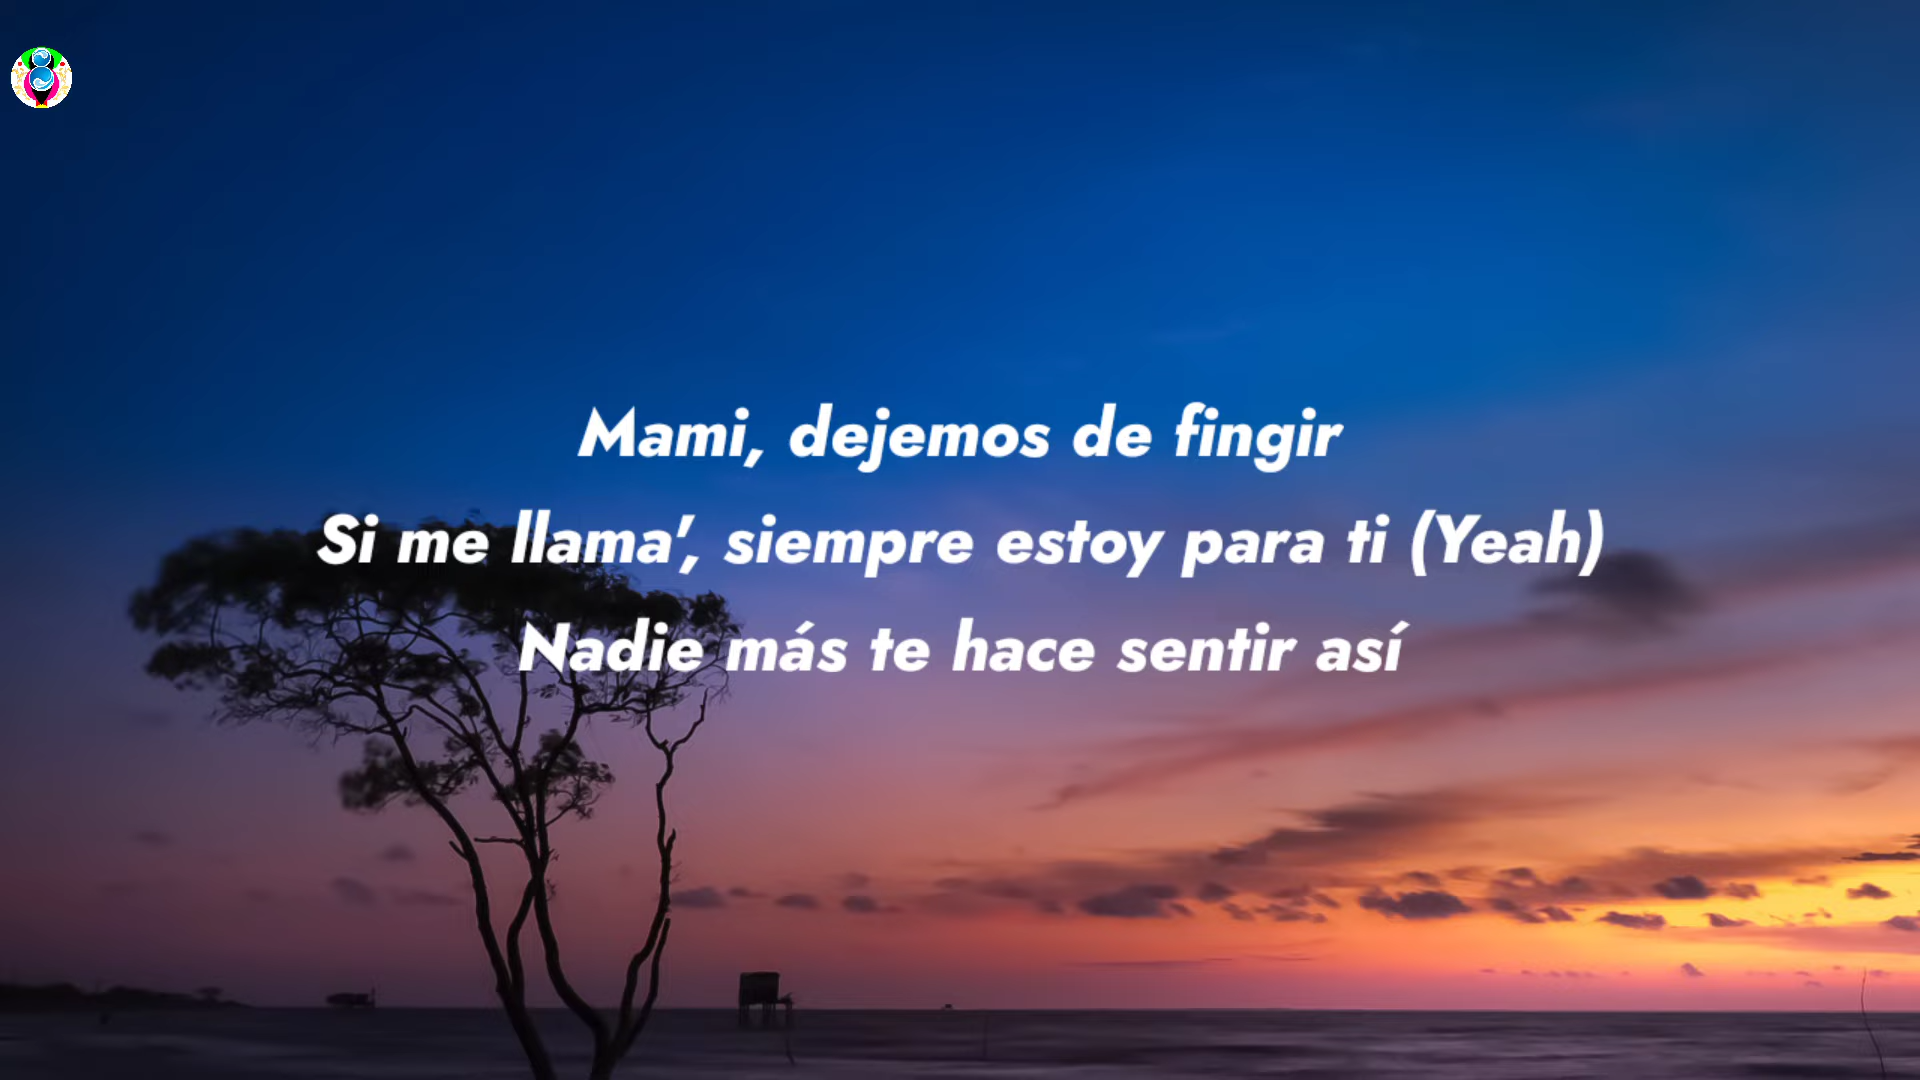 Mami, dejemos de fingir
Si me llama', siempre estoy para ti (Yeah)
Nadie más te hace sentir así